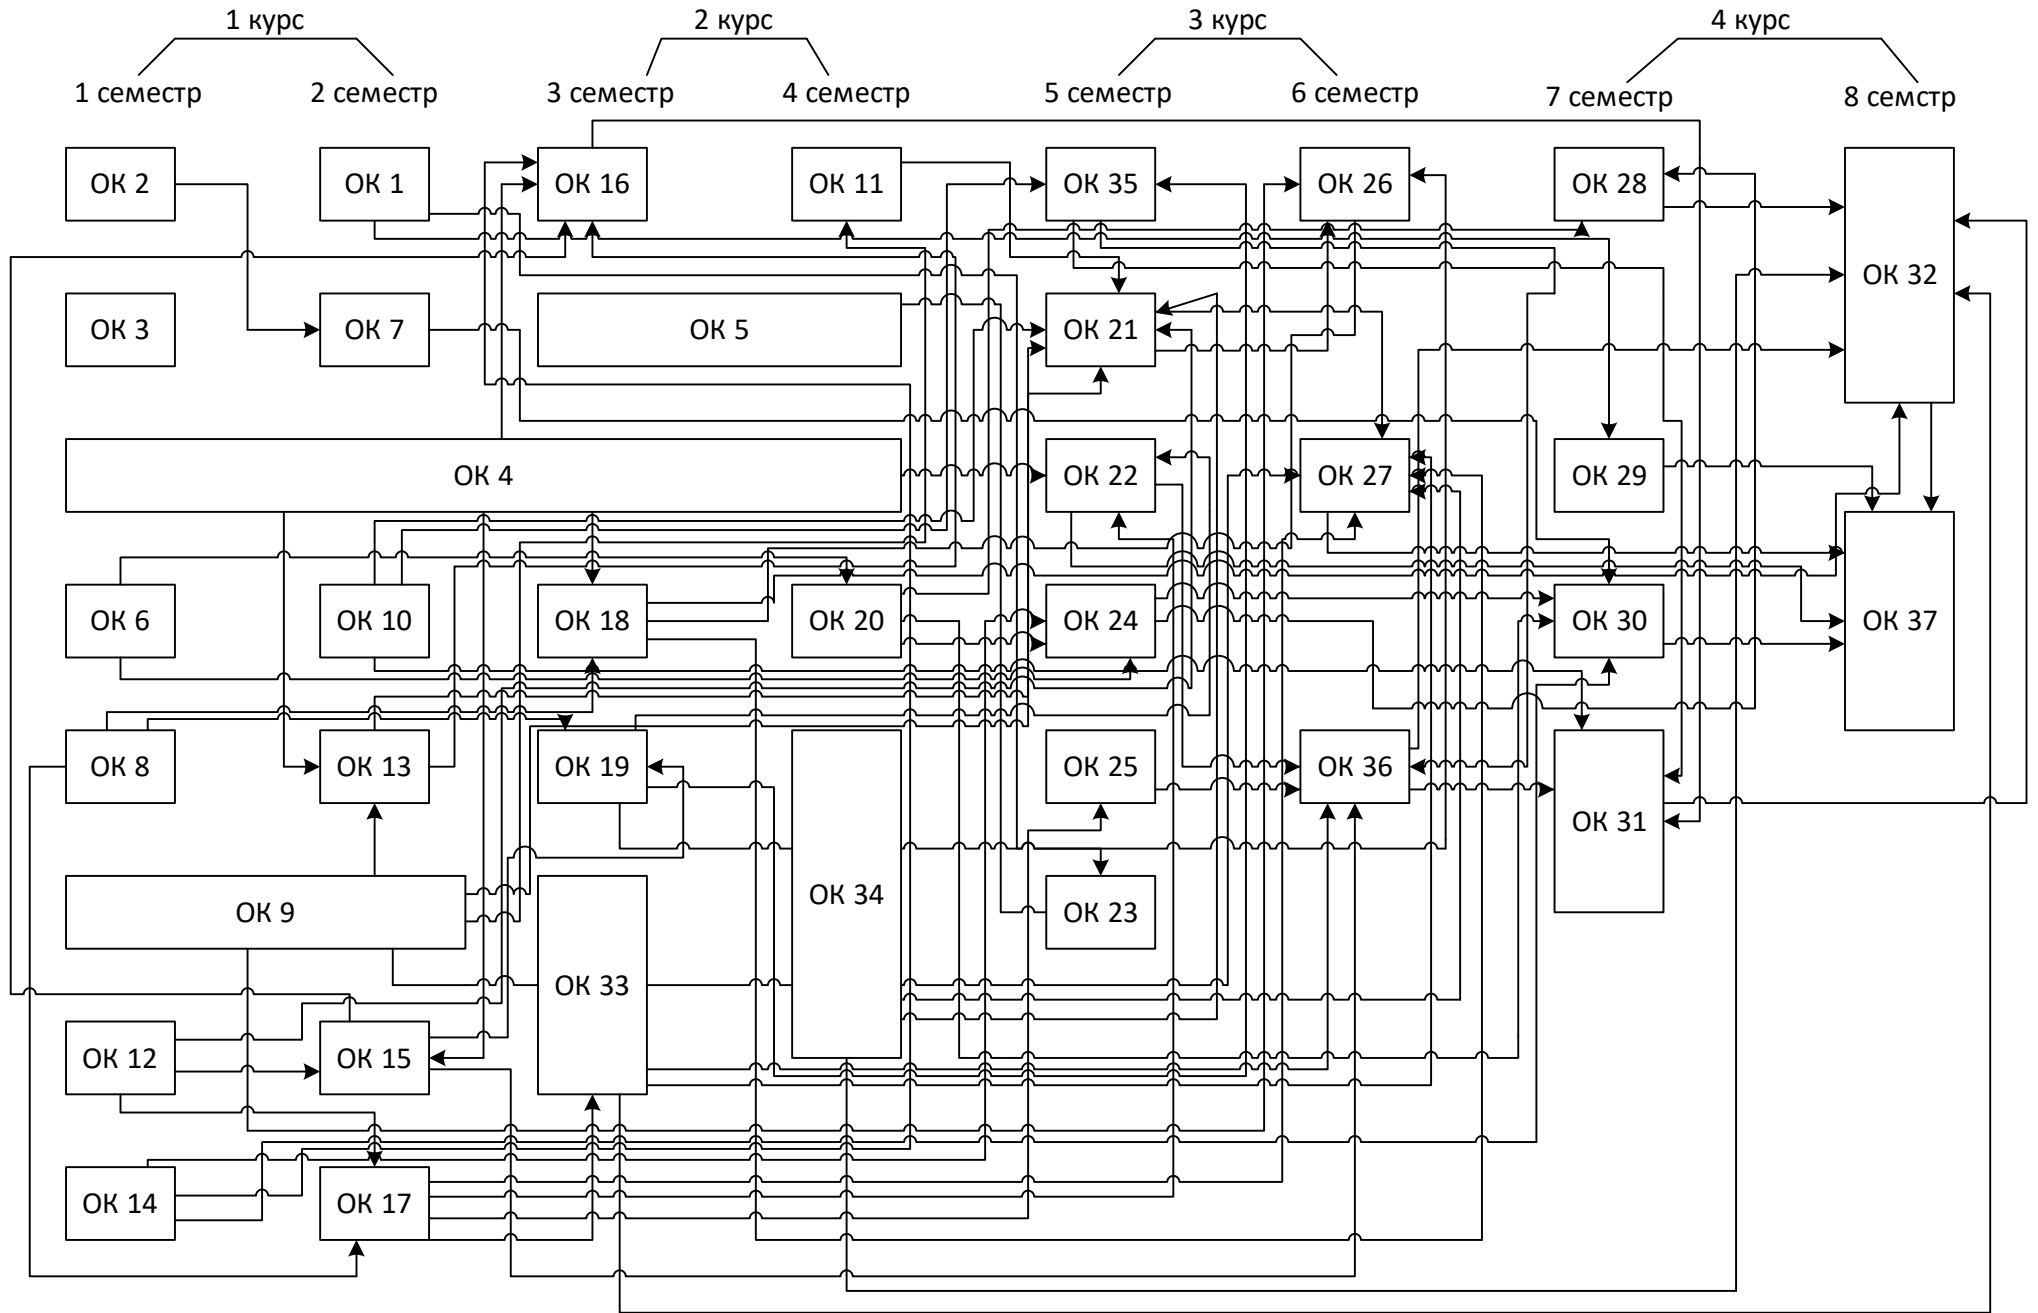 1 курс 2 курс 3 курс 4 курс
1 семестр 2 семестр 3 семестр 4 семестр 5 семестр 6 семестр 7 семестр 8 семстр
ОК 2 ОК 1 ОК 16 ОК 11 ОК 35 ОК 26 ОК 28
ОК 32
ОК 3 ОК 7 ОК 5 ОК 21
ОК 4 ОК 22 ОК 27 ОК 29
ОК 6 ОК 10 ОК 18 ОК 20 ОК 24 ОК 30 ОК 37
ОК 8 ОК 13 ОК 19 ОК 25 ОК 36
ОК 31
ОК 9 ОК 34 ОК 23
ОК 33
ОК 12 ОК 15
ОК 14 ОК 17